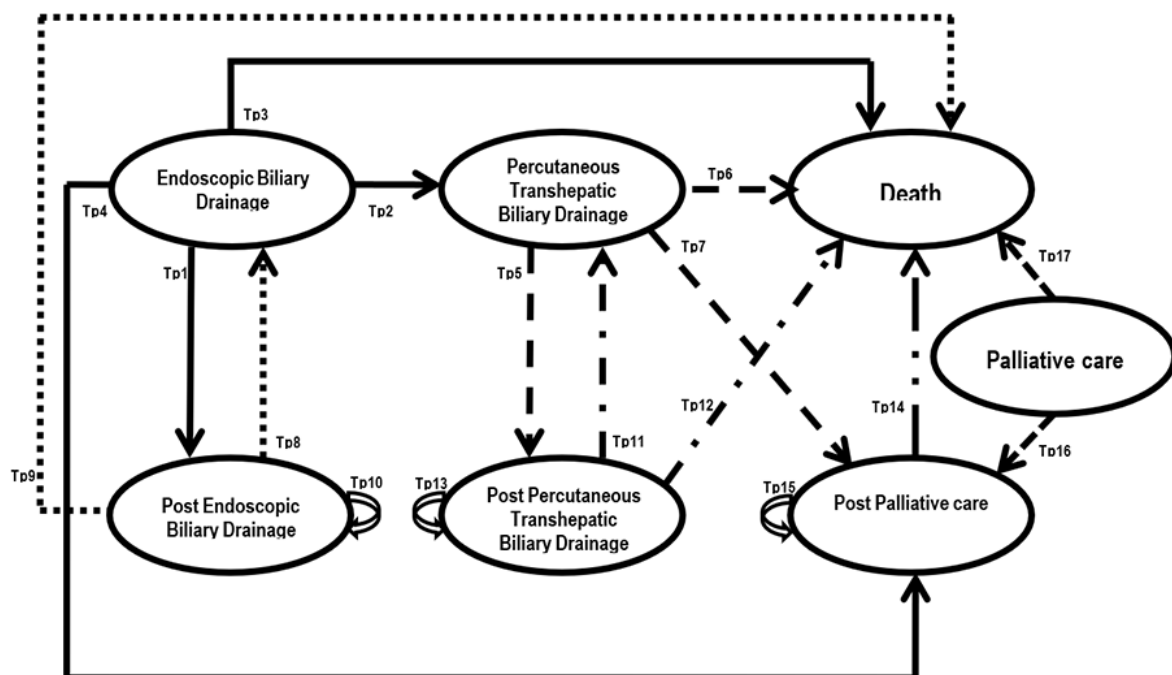 Tp3
Endoscopic Biliary
Drainage
Tp4
Tp2
Tp1
Percutaneous
Transhepatic
Biliary Drainage
Tp6
Tp7
Tp5
Death
Tp17
Palliative care
Tp16
Tp8
Tp9
Tp10
Post Endoscopic
Biliary Drainage
Tp11
Tp12
Tp13
Post Percutaneous
Transhepatic
Biliary Drainage
Tp14
Tp15
Post Palliative care